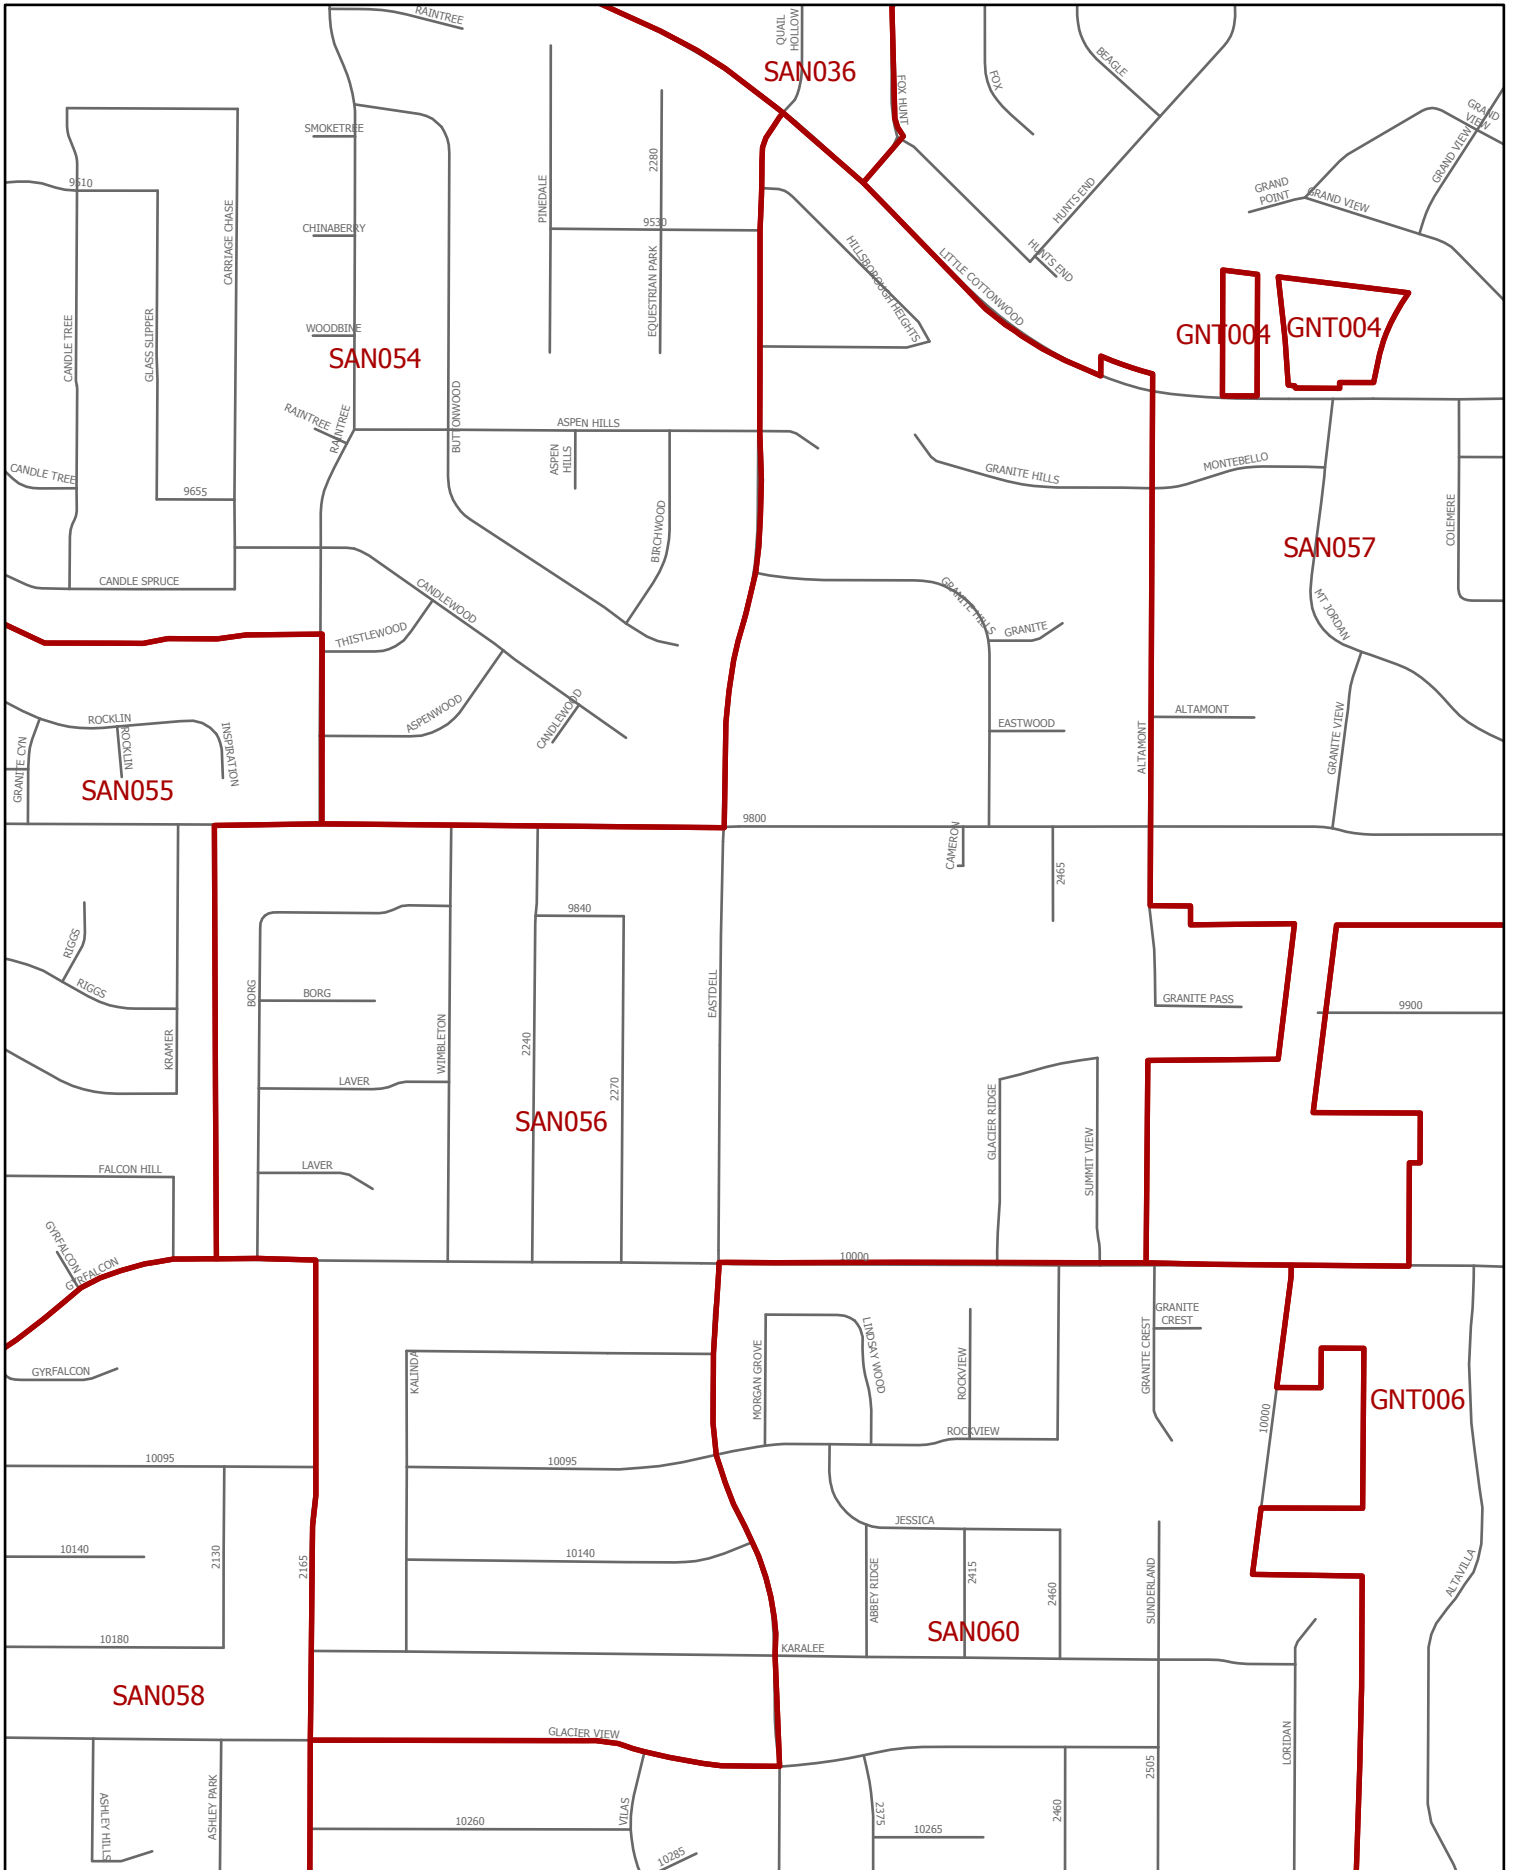 RAINTREE
QUAIL
HOLLOW
SAN036
FOX HUNT
FOX
BEAGLE
GRAND
VIEW
GRAND VIEW
SMOKETREE
2280
9510
PINEDALE
CARRIAGE CHASE
CHINABERRY
9530
HUNTS END
GRAND
POINT
GRAND VIEW
HUNTS END
HILLSBOROUGH HEIGHTS
LITTLE COTTONWOOD
EQUESTRIAN PARK
CANDLE TREE
GLASS SLIPPER
WOODBINE
SAN054
GNT004
GNT004
RAINTREE
RAINTREE
BUTTONWOOD
ASPEN HILLS
ASPEN
HILLS
CANDLE TREE
9655
GRANITE HILLS
MONTEBELLO
COLEMERE
BIRCHWOOD
SAN057
CANDLE SPRUCE
CANDLEWOOD
GRANITE HILLS
GRANITE
MT JORDAN
THISTLEWOOD
ASPENWOOD
CANDLEWOOD
ROCKLIN
ROCKLIN
INSPIRATION
GRANITE CYN
SAN055
EASTWOOD
ALTAMONT
ALTAMONT
GRANITE VIEW
9800
CAMERON
2465
9840
RIGGS
RIGGS
BORG
BORG
EASTDELL
GRANITE PASS
9900
KRAMER
WIMBLETON
2240
2270
LAVER
SAN056
GLACIER RIDGE
SUMMIT VIEW
FALCON HILL
LAVER
GYRFALCON
GYRFALCON
10000
GRANITE
CREST
GRANITE CREST
KALINDA
MORGAN GROVE
LINDSAY WOOD
ROCKVIEW
GYRFALCON
GNT006
10000
ROCKVIEW
10095
10095
JESSICA
10140
2130
2165
10140
ABBEY RIDGE
2415
2460
SUNDERLAND
ALTAVILLA
SAN060
10180
KARALEE
SAN058
GLACIER VIEW
LORIDAN
2505
ASHLEY HILLS
ASHLEY PARK
10260
VILAS
2375
10265
2460
10285